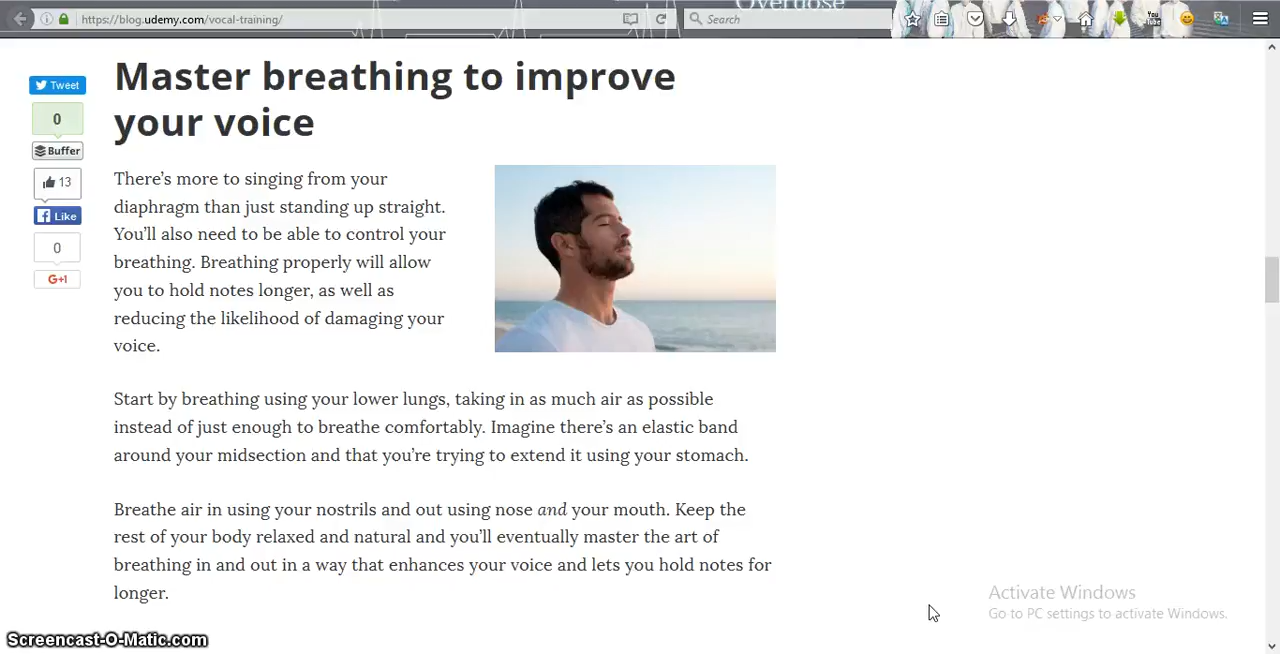 https://blog.udemy.com/vocal-training/
Search
You
Tube
Overdose
Tweet
0
Buffer
13
Like
0
G+1
Master breathing to improve
your voice
There’s more to singing from your
diaphragm than just standing up straight.
You’ll also need to be able to control your
breathing. Breathing properly will allow
you to hold notes longer, as well as
reducing the likelihood of damaging your
voice.
Start by breathing using your lower lungs, taking in as much air as possible
instead of just enough to breathe comfortably. Imagine there’s an elastic band
around your midsection and that you’re trying to extend it using your stomach.
Breathe air in using your nostrils and out using nose and your mouth. Keep the
rest of your body relaxed and natural and you’ll eventually master the art of
breathing in and out in a way that enhances your voice and lets you hold notes for
longer.
Activate Windows
Go to PC settings to activate Windows.
Screencast-O-Matic.com